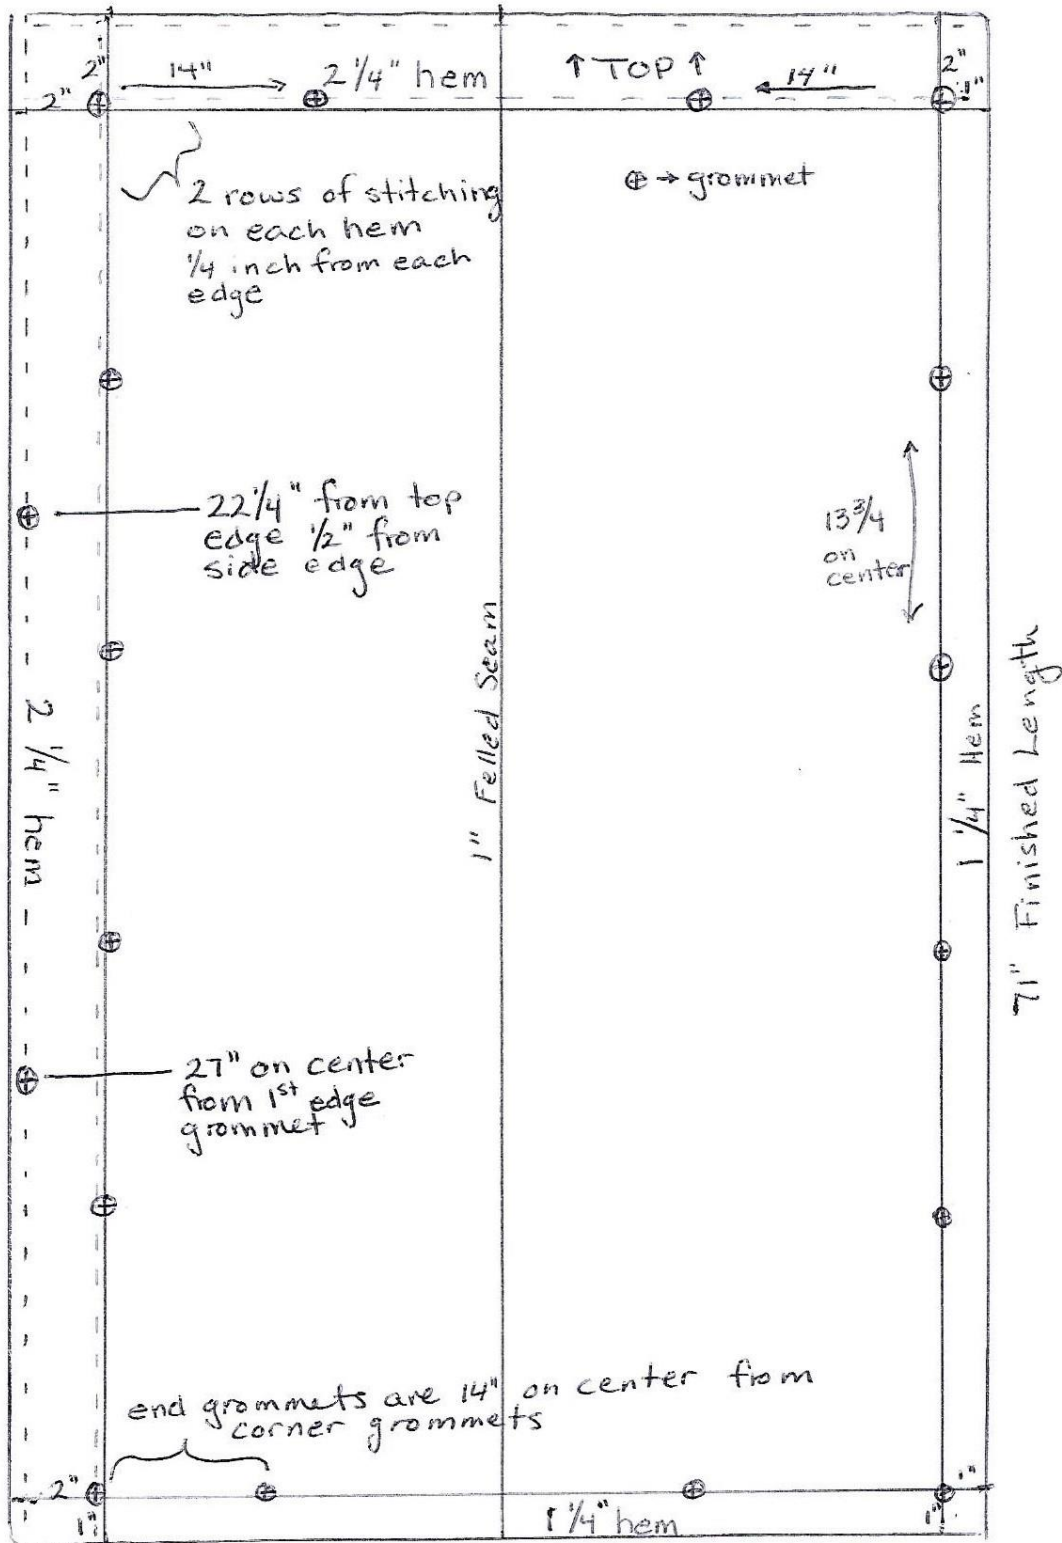 2"
14"
2 1/4" hem
↑ TOP ↑
14"
2"
2"
1"
⊕ → grommet
2 rows of stitching
on each hem
1/4 inch from each
edge
22 1/4" from top
edge 1/2" from
side edge
13 3/4
on
center
2 1/4" hem
1" Felled Seam
1 1/4" Hem
71" Finished Length
27" on center
from 1st edge
grommet
end grommets are 14" on center from
corner grommets
2"
1"
1"
1 1/4" hem
1"